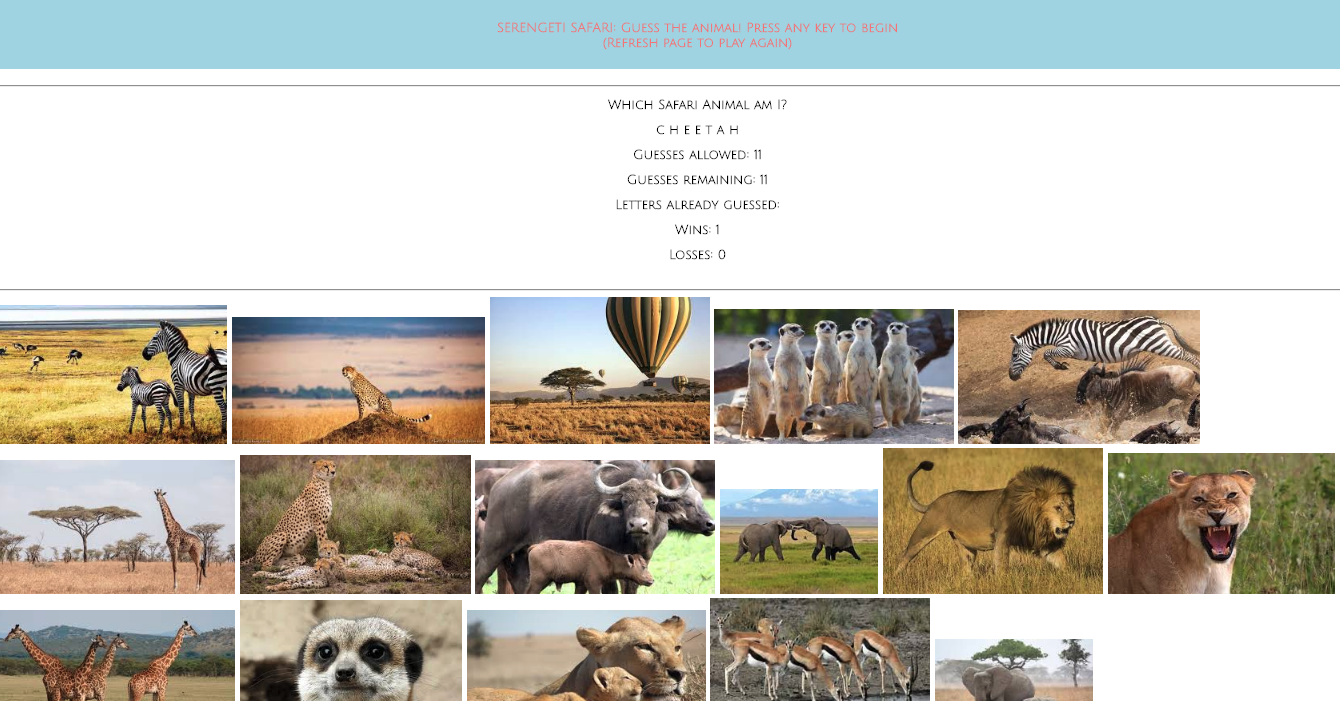 SERENGETI SAFARI: Guess the animal! Press any key to begin
(Refresh page to play again)
Which Safari Animal am I?
C H E E T A H
Guesses allowed: 11
Guesses remaining: 11
Letters already guessed:
Wins: 1
Losses: 0